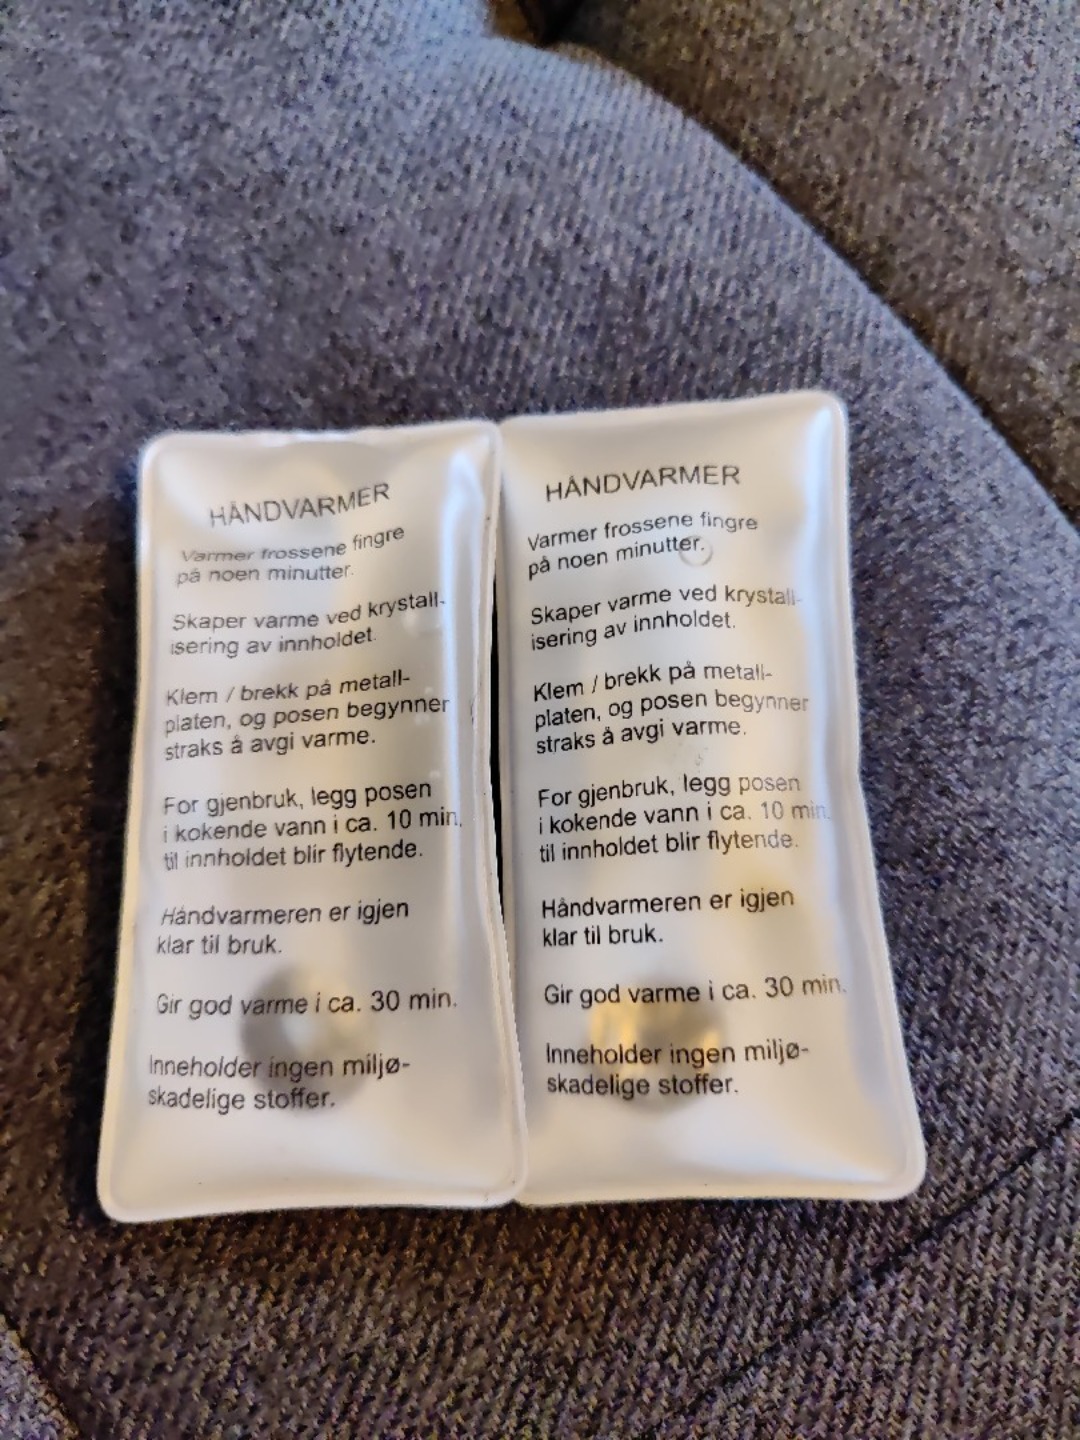 HÅNDVARMER
Varmer frossene fingre
på noen minutter.
Skaper varme ved krystall-
isering av innholdet.
Klem / brekk på metall-
platen, og posen begynner
straks å avgi varme.
For gjenbruk, legg posen
i kokende vann i ca. 10 min,
til innholdet blir flytende.
Håndvarmeren er igjen
klar til bruk.
Gir god varme i ca. 30 min.
Inneholder ingen miljø-
skadelige stoffer.
HÅNDVARMER
Varmer frossene fingre
på noen minutter.
Skaper varme ved krystall-
isering av innholdet.
Klem / brekk på metall-
platen, og posen begynner
straks å avgi varme.
For gjenbruk, legg posen
i kokende vann i ca. 10 min,
til innholdet blir flytende.
Håndvarmeren er igjen
klar til bruk.
Gir god varme i ca. 30 min.
Inneholder ingen miljø-
skadelige stoffer.